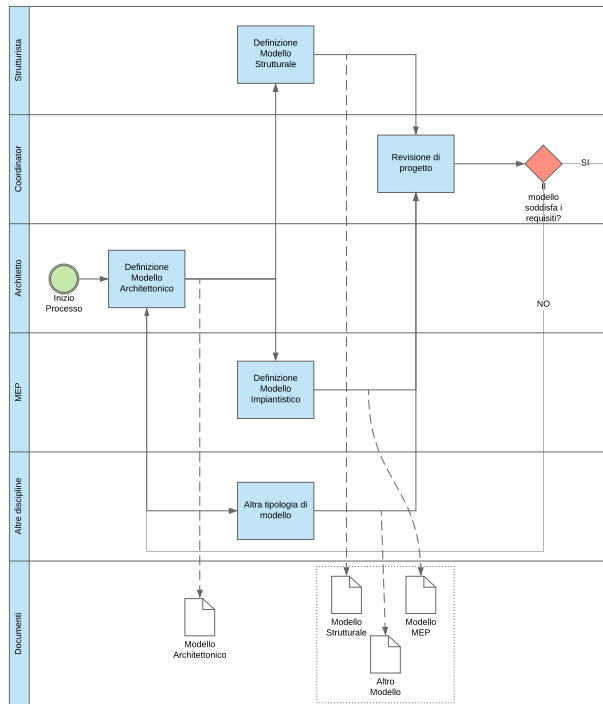 Strutturista
Definizione
Modello
Strutturale
Coordinator
Revisione di
progetto
Il
modello
soddisfa i
requisiti?
SI
NO
Architetto
Inizio
Processo
Definizione
Modello
Architettonico
MEP
Definizione
Modello
Impiantistico
Altre discipline
Altra tipologia di
modello
Documenti
Modello
Architettonico
Modello
Strutturale
Modello
MEP
Altro
Modello